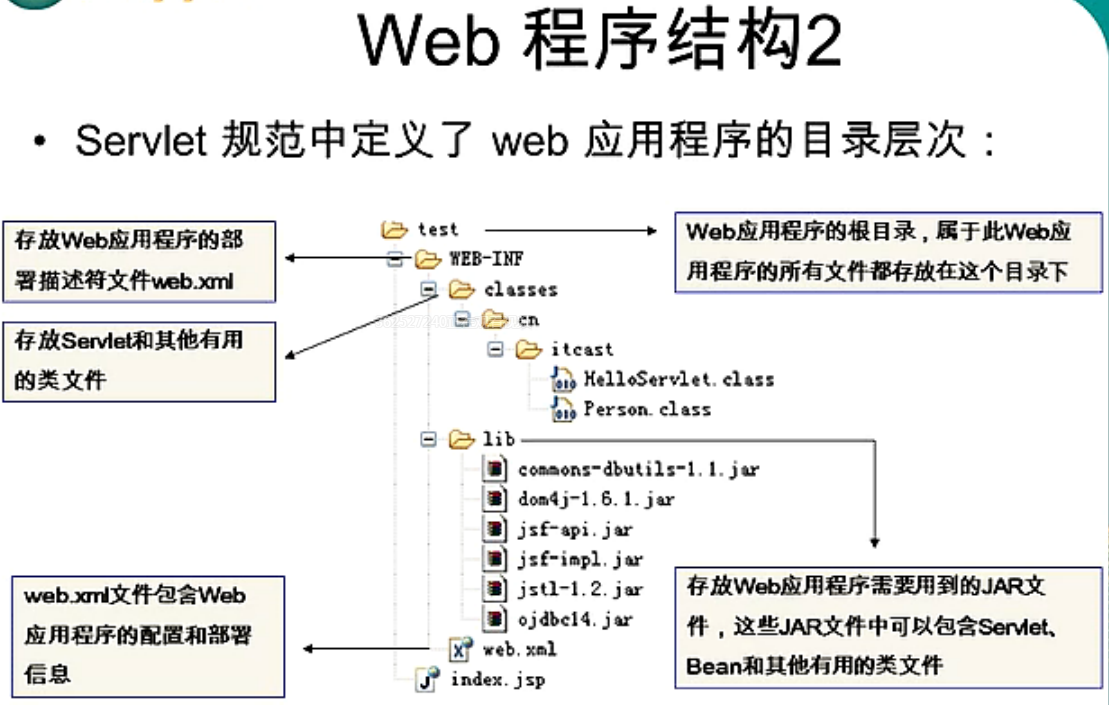 Web 程序结构2
• Servlet 规范中定义了 web 应用程序的目录层次：
存放Web应用程序的部
署描述符文件web.xml
存放Servlet和其他有用
的类文件
web.xml文件包含Web
应用程序的配置和部署
信息
test
WEB-INF
classes
cn
itcast
HelloServlet.class
Person.class
lib
commons-dbutils-1.1.jar
dom4j-1.6.1.jar
jsf-api.jar
jsf-impl.jar
jstl-1.2.jar
ojdbc14.jar
web.xml
index.jsp
Web应用程序的根目录，属于此Web应
用程序的所有文件都存放在这个目录下
存放Web应用程序需要用到的JAR文
件，这些JAR文件中可以包含Servlet、
Bean和其他有用的类文件